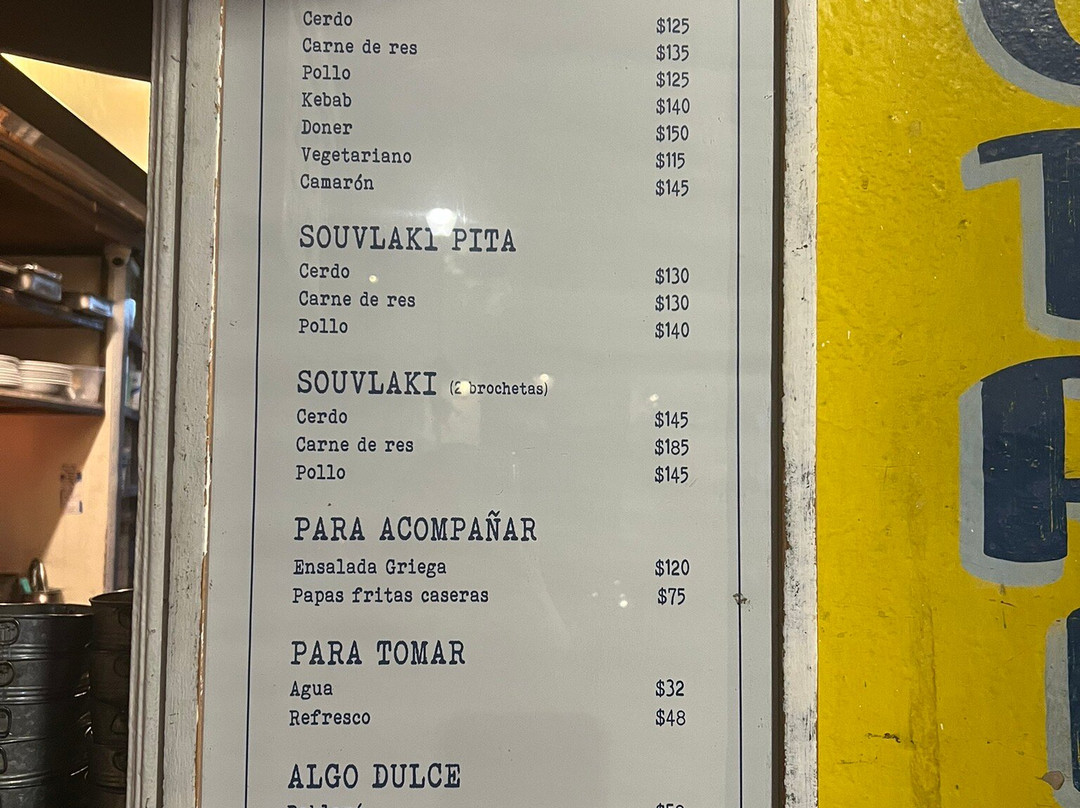 Cerdo $125
Carne de res $135
Pollo $125
Kebab $140
Doner $150
Vegetariano $115
Camarón $145
SOUVLAKI PITA
Cerdo $130
Carne de res $130
Pollo $140
SOUVLAKI (2 brochetas)
Cerdo $145
Carne de res $185
Pollo $145
PARA ACOMPAÑAR
Ensalada Griega $120
Papas fritas caseras $75
PARA TOMAR
Agua $32
Refresco $48
ALGO DULCE